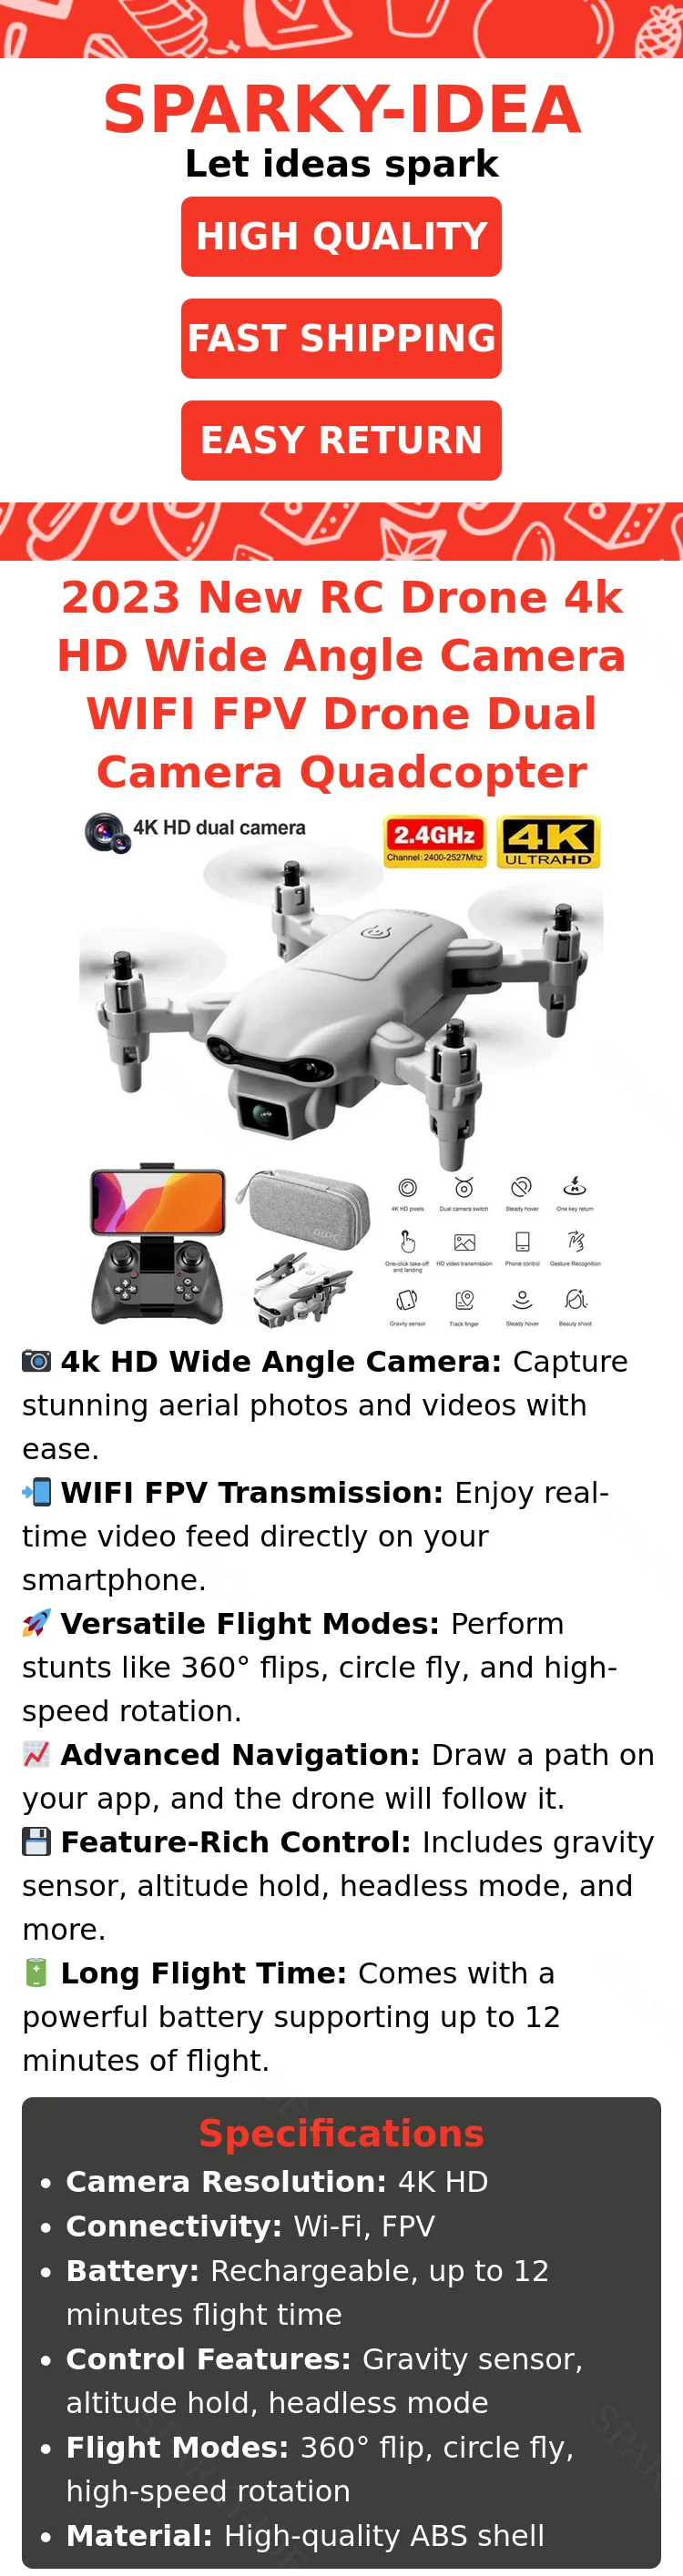 SPARKY-IDEA
Let ideas spark
HIGH QUALITY
FAST SHIPPING
EASY RETURN
2023 New RC Drone 4k
HD Wide Angle Camera
WIFI FPV Drone Dual
Camera Quadcopter
4K HD dual camera
2.4GHz
Channel:2400-2527Mhz
4K
ULTRAHD
4K HD pixels
Dual camera switch
Steady hover
One key return
One-click take-off
and landing
HD video transmission
Phone control
Gesture Recognition
Gravity sensor
Track finger
Steady hover
Beauty shoot
4k HD Wide Angle Camera: Capture
stunning aerial photos and videos with
ease.
WIFI FPV Transmission: Enjoy real-
time video feed directly on your
smartphone.
Versatile Flight Modes: Perform
stunts like 360° flips, circle fly, and high-
speed rotation.
Advanced Navigation: Draw a path on
your app, and the drone will follow it.
Feature-Rich Control: Includes gravity
sensor, altitude hold, headless mode, and
more.
Long Flight Time: Comes with a
powerful battery supporting up to 12
minutes of flight.
Specifications
• Camera Resolution: 4K HD
• Connectivity: Wi-Fi, FPV
• Battery: Rechargeable, up to 12
minutes flight time
• Control Features: Gravity sensor,
altitude hold, headless mode
• Flight Modes: 360° flip, circle fly,
high-speed rotation
• Material: High-quality ABS shell